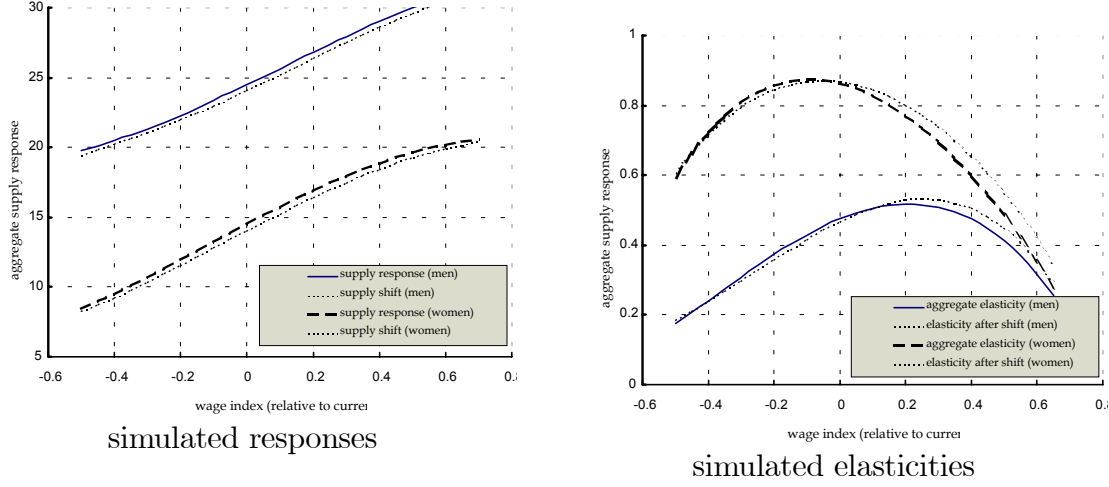 30
25
20
15
10
5
-0.6
-0.4
-0.2
0
0.2
0.4
0.6
aggregate supply response
supply response (men)
supply shift (men)
supply response (women)
supply shift (women)
wage index (relative to
simulated responses
1
0.8
0.6
0.4
0.2
0
-0.6
-0.4
-0.2
0
0.2
0.4
0.6
aggregate supply response
aggregate elasticity (men)
elasticity after shift (men)
aggregate elasticity (women)
elasticity after shift (women)
wage index (relative to
simulated elasticities